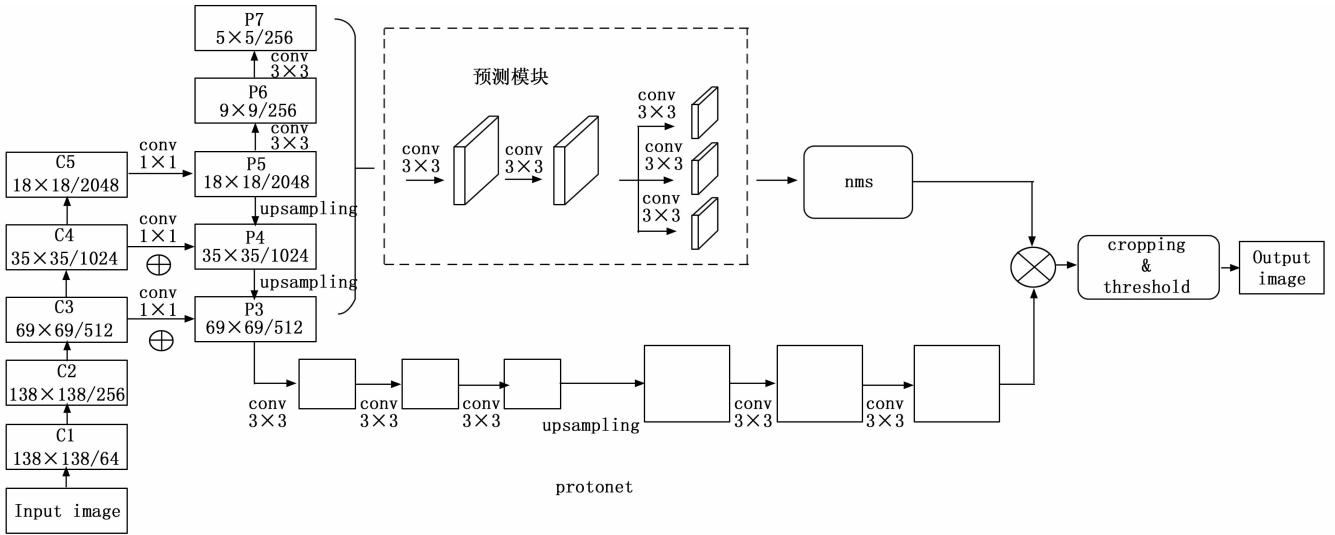 P7
5×5/256
conv
3×3
P6
9×9/256
conv
3×3
C5
18×18/2048
conv
1×1
P5
18×18/2048
upsampling
C4
35×35/1024
conv
1×1
P4
35×35/1024
upsampling
C3
69×69/512
conv
1×1
P3
69×69/512
C2
138×138/256
C1
138×138/64
Input image
预测模块
conv
3×3
conv
3×3
conv
3×3
conv
3×3
conv
3×3
nms
cropping
&
threshold
Output
image
conv
3×3
conv
3×3
conv
3×3
upsampling
conv
3×3
conv
3×3
protonet